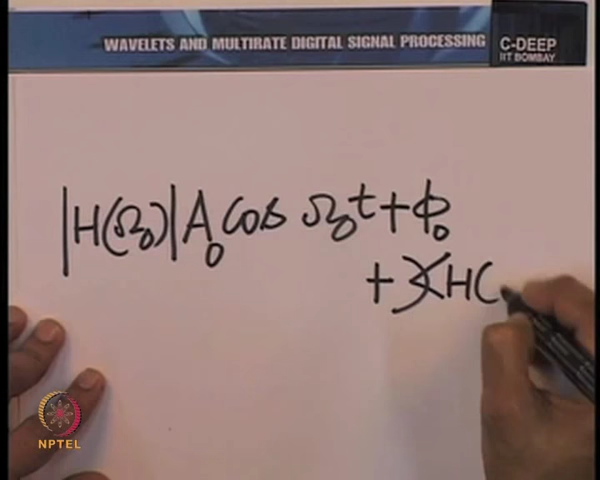 WAVELETS AND MULTIRATE DIGITAL SIGNAL PROCESSING
C-DEEP
IIT BOMBAY
|H(Ω₀)| A₀ cos Ω₀t + φ₀
+ ∡H(
NPTEL